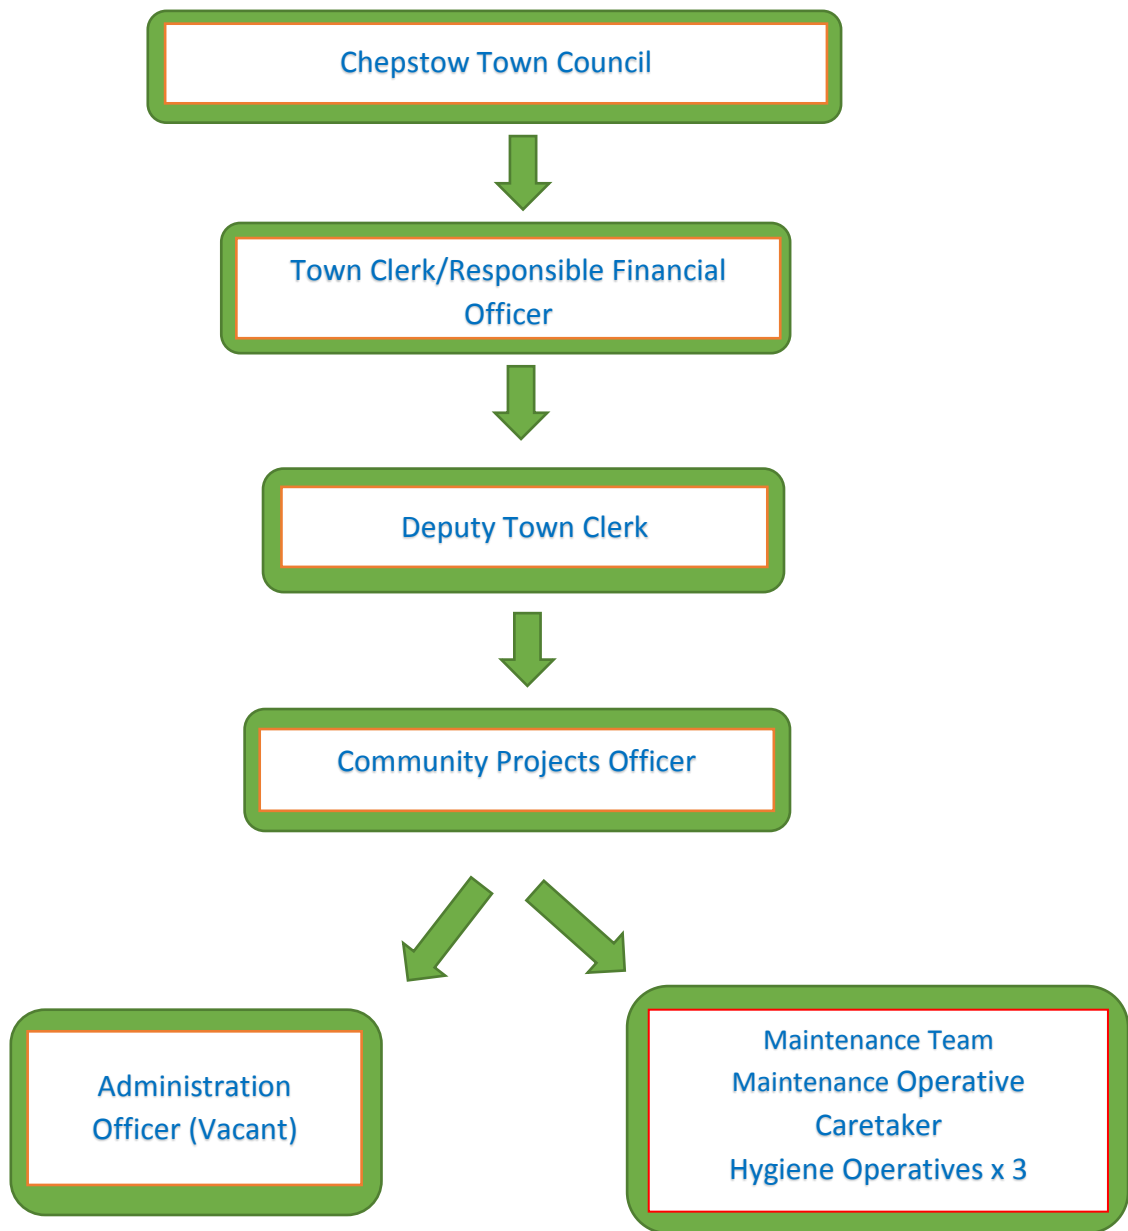 Chepstow Town Council
Town Clerk/Responsible Financial
Officer
Deputy Town Clerk
Community Projects Officer
Administration
Officer (Vacant)
Maintenance Team
Maintenance Operative
Caretaker
Hygiene Operatives x 3